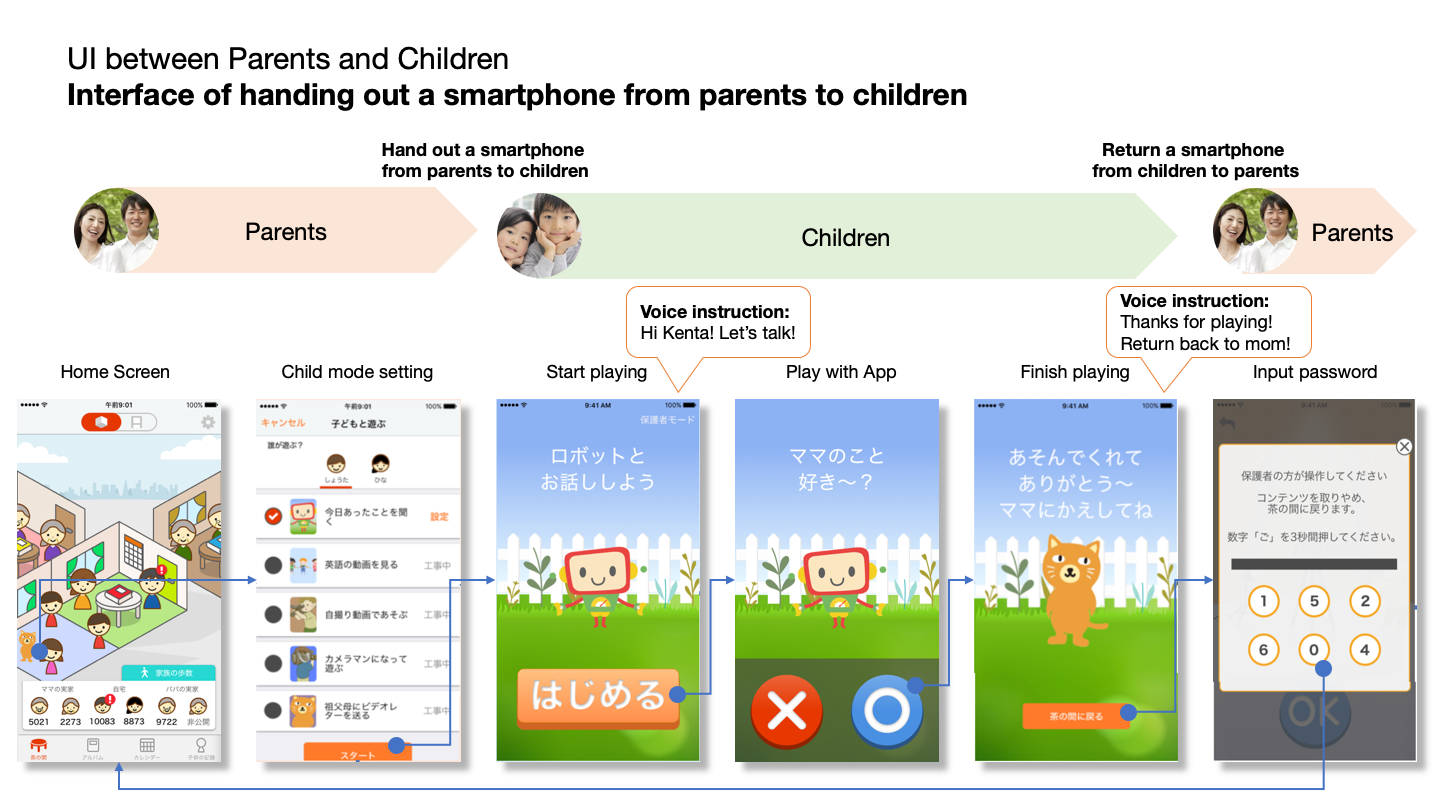 UI between Parents and Children
Interface of handing out a smartphone from parents to children
Hand out a smartphone
from parents to children
Return a smartphone
from children to parents
Parents
Children
Parents
Voice instruction:
Hi Kenta! Let's talk!
Voice instruction:
Thanks for playing!
Return back to mom!
Home Screen
Child mode setting
Start playing
Play with App
Finish playing
Input password
午前9:01
100%
家族の歩数
ママの実家
自宅
パパの実家
5021
2273
10083
8873
9722
非公開
茶の間
アルバム
カレンダー
子供の記録
午前9:01
100%
キャンセル
子どもと遊ぶ
誰が遊ぶ?
しょうた
ひな
今日あったことを聞
く
設定
英語の動画を見る
工事中
自撮り動画であそぶ
工事中
カメラマンになって
遊ぶ
工事中
祖父母にビデオレ
ターを送る
工事中
スタート
9:41 AM
100%
保護者モード
ロボットと
お話ししよう
はじめる
ママのこと
好き〜?
9:41 AM
100%
あそんでくれて
ありがとう〜
ママにかえしてね
茶の間に戻る
9:41 AM
100%
保護者の方が操作してください
コンテンツを取りやめ、
茶の間に戻ります。
数字「ご」を3秒間押してください。
1
5
2
6
0
4
OK